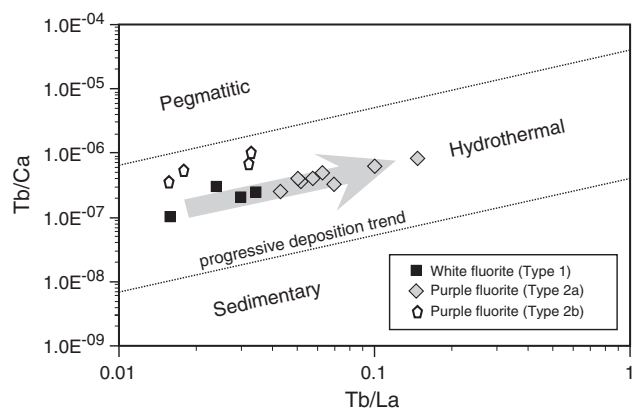 1.0E-04
1.0E-05
1.0E-06
1.0E-07
1.0E-08
1.0E-09
Tb/Ca
Pegmatitic
Hydrothermal
progressive deposition trend
Sedimentary
White fluorite (Type 1)
Purple fluorite (Type 2a)
Purple fluorite (Type 2b)
0.01
0.1
1
Tb/La